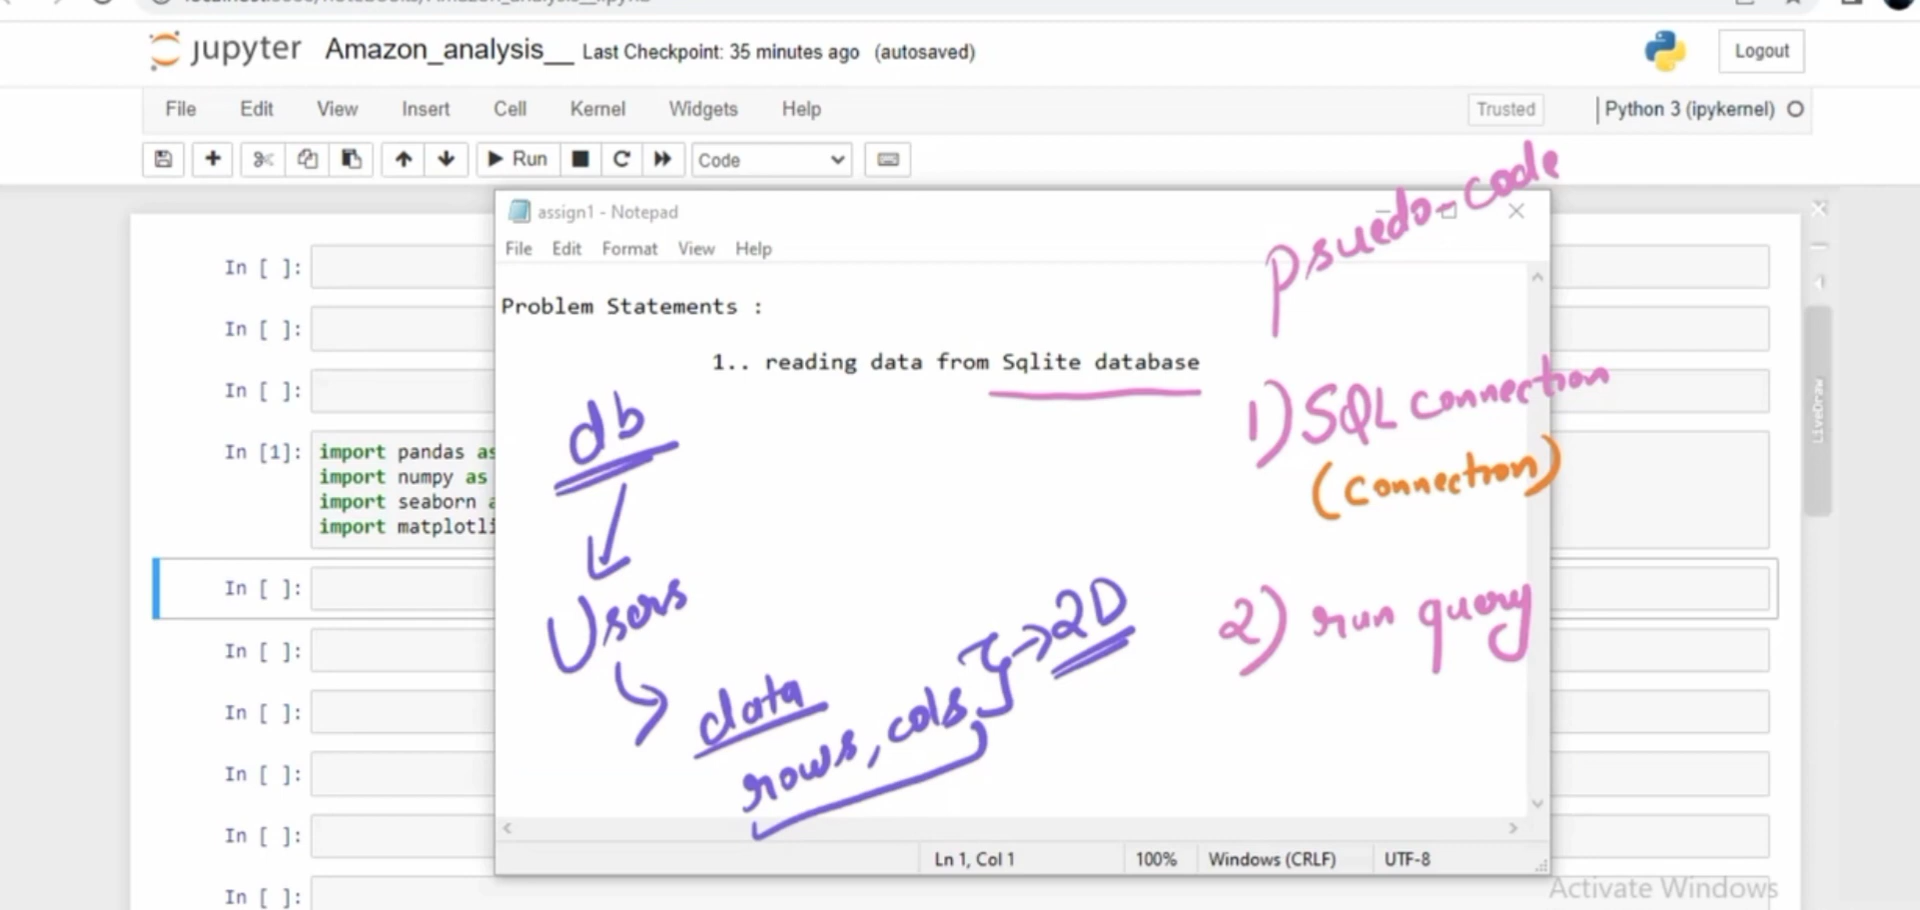 jupyter Amazon_analysis__ Last Checkpoint: 35 minutes ago (autosaved)
Logout
File Edit View Insert Cell Kernel Widgets Help
Trusted
Python 3 (ipykernel)
Run
Code
psuedo-code
assign1 - Notepad
File Edit Format View Help
Problem Statements :
1.. reading data from Sqlite database
1) SQL connection
(connection)
2) run query
db
Users
data
rows, cols
2D
In [ ]:
In [ ]:
In [ ]:
In [1]: import pandas as
import numpy as
import seaborn
import matplotli
In [ ]:
In [ ]:
In [ ]:
In [ ]:
In [ ]:
In [ ]:
Ln 1, Col 1
100%
Windows (CRLF)
UTF-8
LiveDraw
Activate Windows